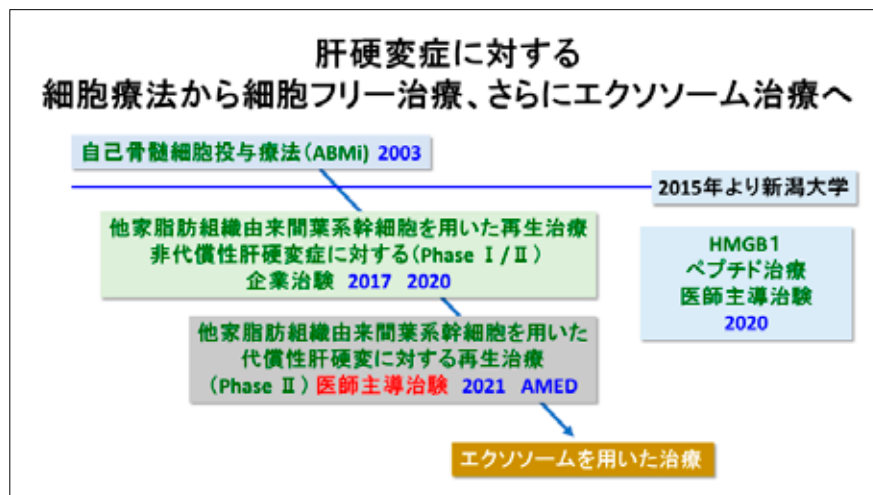 肝硬変症に対する
細胞療法から細胞フリー治療、さらにエクソソーム治療へ
自己骨髄細胞投与療法(ABMi) 2003
2015年より新潟大学
他家脂肪組織由来間葉系幹細胞を用いた再生治療
非代償性肝硬変症に対する(Phase Ⅰ/Ⅱ)
企業治験 2017 2020
HMGB1
ペプチド治療
医師主導治験
2020
他家脂肪組織由来間葉系幹細胞を用いた
代償性肝硬変に対する再生治療
(Phase Ⅱ)医師主導治験 2021 AMED
エクソソームを用いた治療